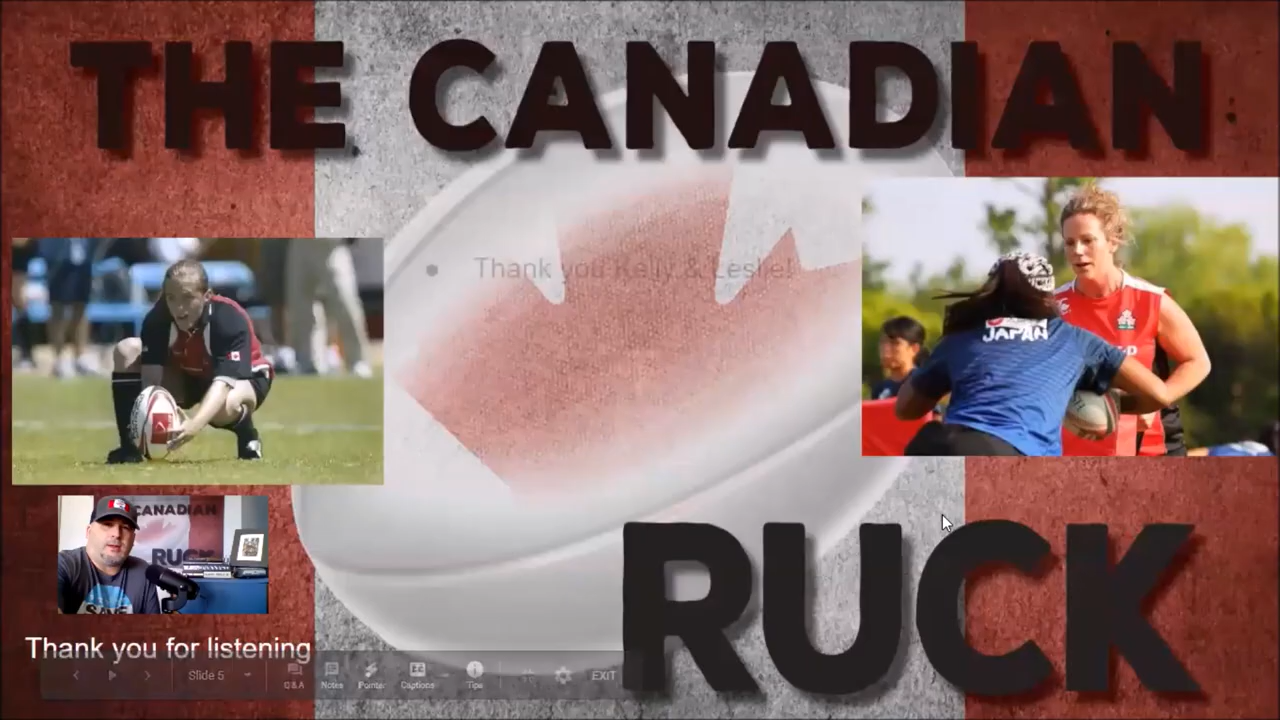 THE CANADIAN
• Thank you Kelly & Leslie!
JAPAN
CANADIAN
RUCK
RUCK
Thank you for listening
Slide 5
Q&A Notes Pointer Captions Tips EXIT